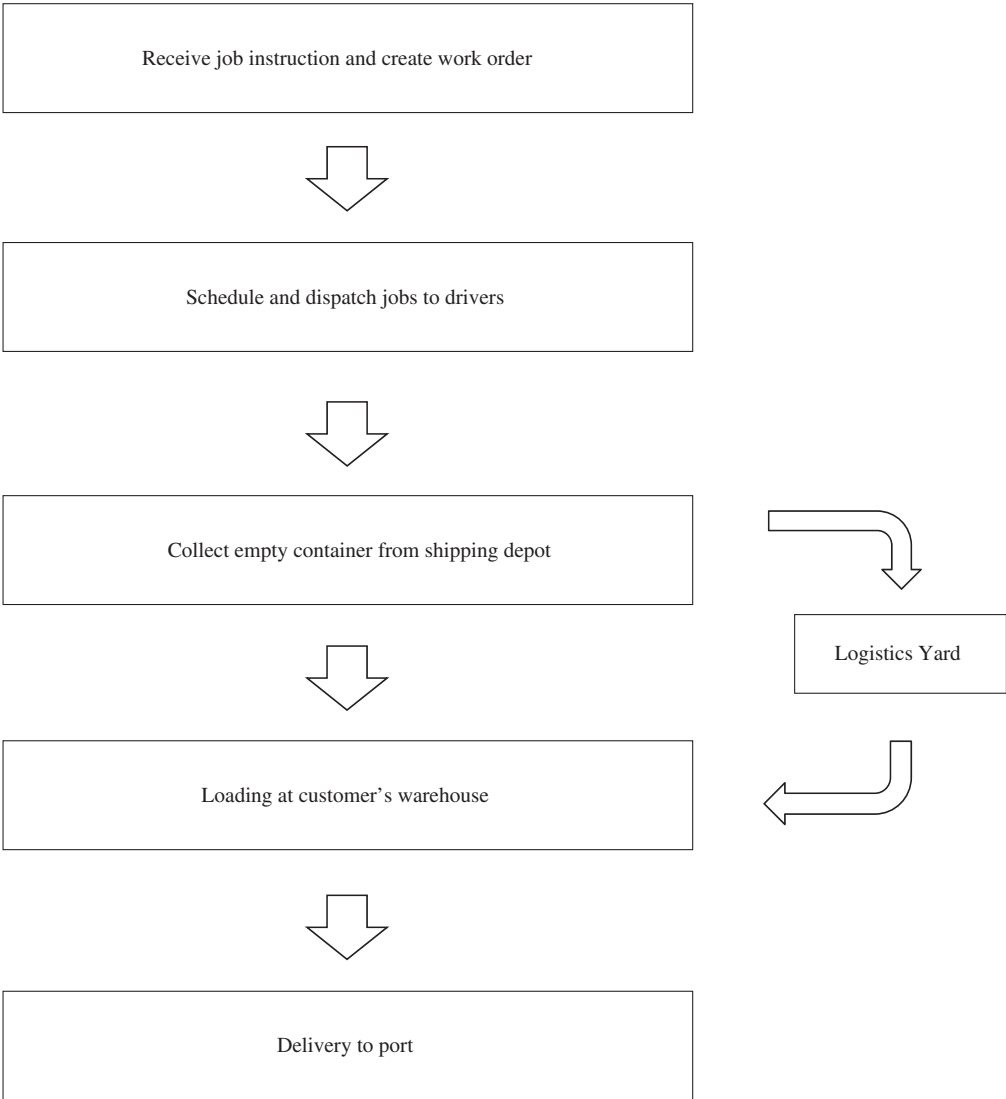 Receive job instruction and create work order
Schedule and dispatch jobs to drivers
Collect empty container from shipping depot
Logistics Yard
Loading at customer’s warehouse
Delivery to port